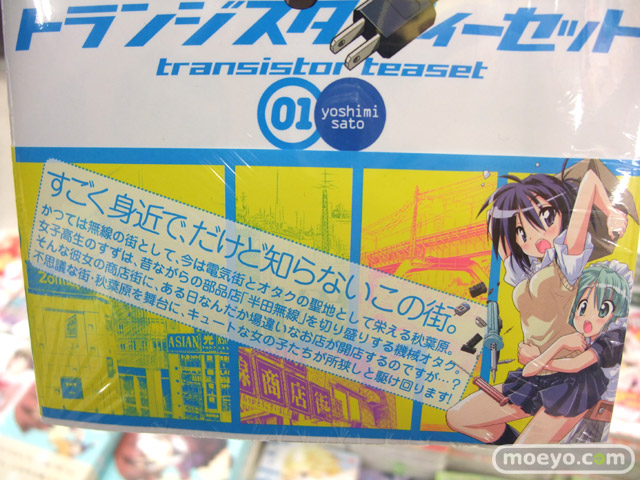 トランジスタティーセット
transistor teaset
01 yoshimi sato
すごく身近で、だけど知らないこの街。
かつては無線の街として、今は電気街とオタクの聖地として栄える秋葉原。
女子高生のすずは、昔ながらの部品店「半田無線」を切り盛りする機械オタク。
そんな彼女の商店街に、ある日なんだか場違いなお店が開店するのですが…?
不思議な街・秋葉原を舞台に、キュートな女の子たちが所狭しと駆け回ります!
ASIAN
商店街
moeyo.com